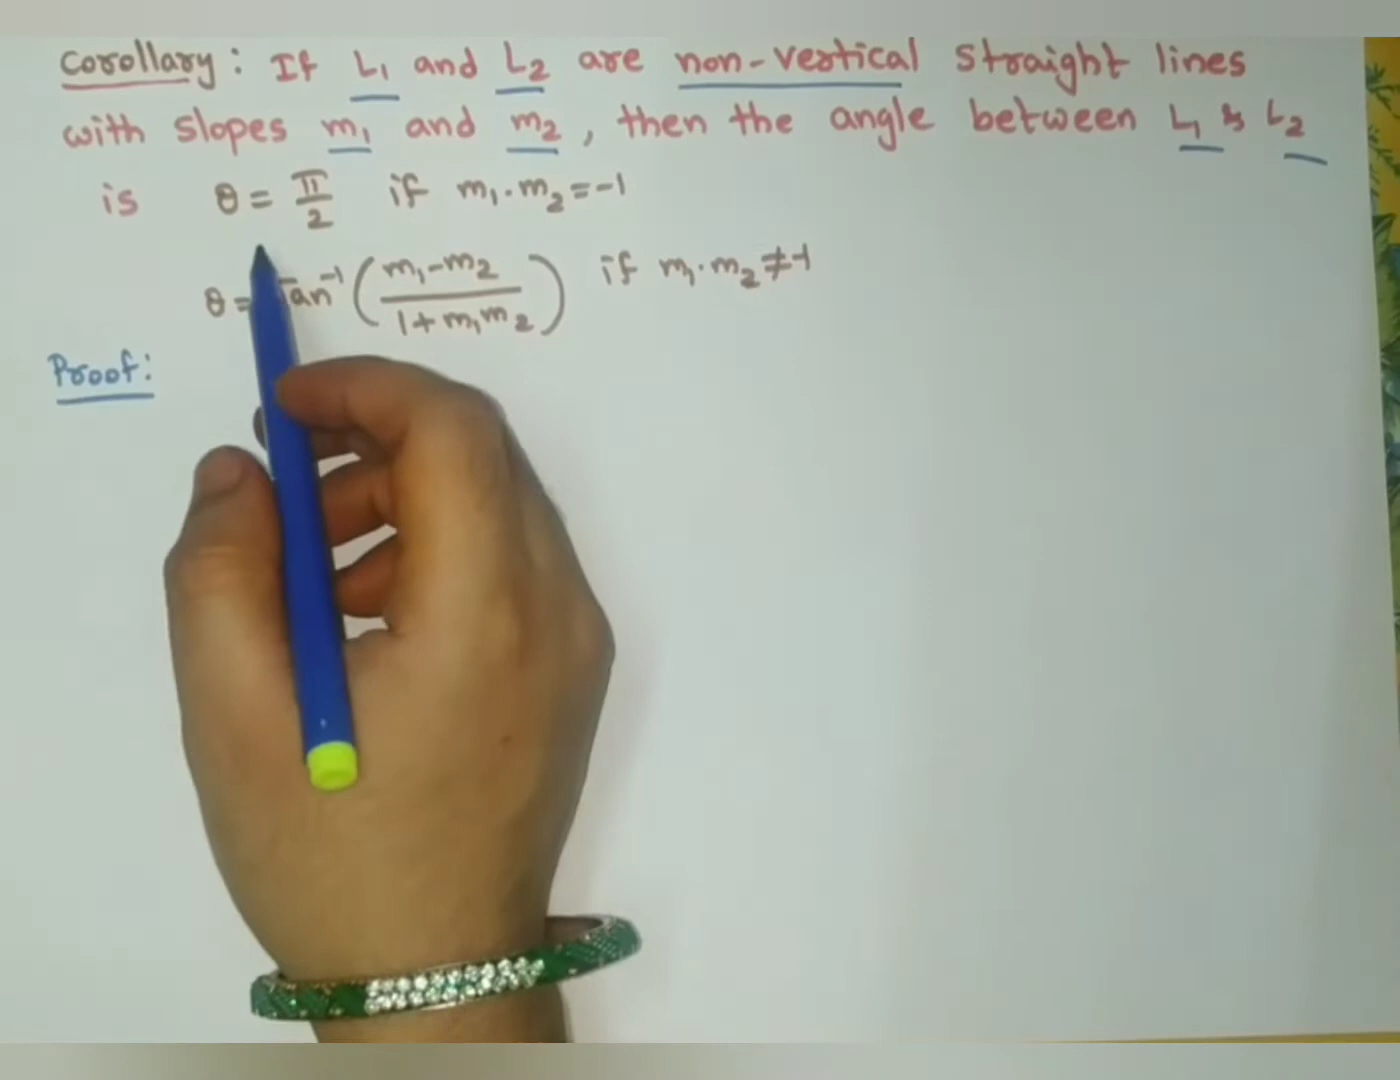 Corollary: If L₁ and L₂ are non-vertical straight lines
with slopes m₁ and m₂, then the angle between L₁ & L₂
is θ = π/2 if m₁·m₂ = -1
θ = Tan⁻¹ ( (m₁-m₂)/(1+m₁m₂) ) if m₁·m₂ ≠ -1
Proof: